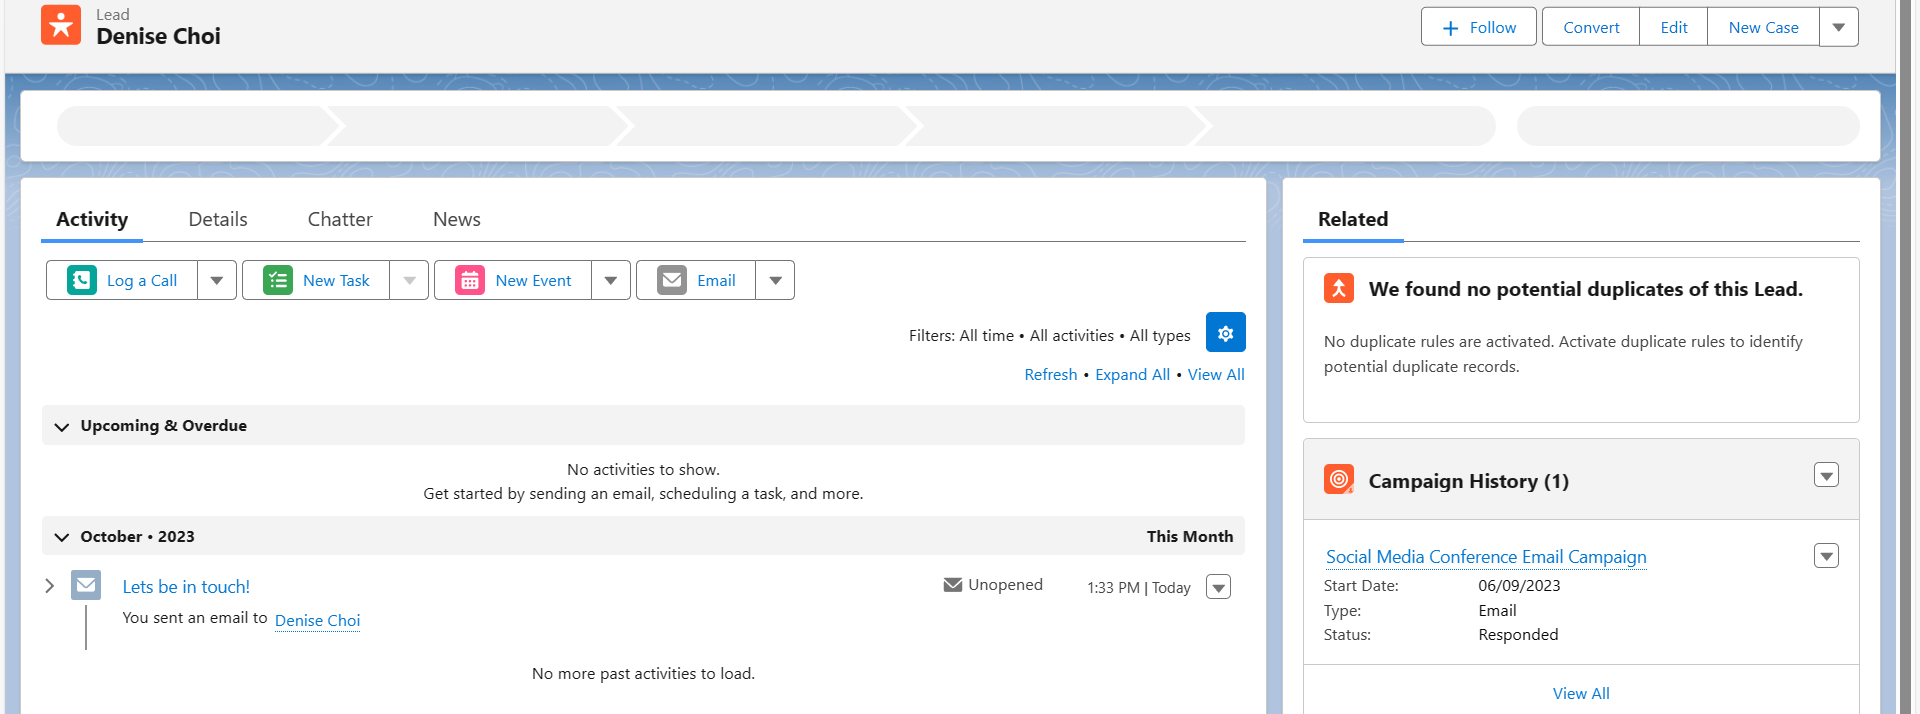 Lead
Denise Choi
Follow
Convert
Edit
New Case
Activity
Details
Chatter
News
Log a Call
New Task
New Event
Email
Filters: All time • All activities • All types
Refresh • Expand All • View All
Upcoming & Overdue
No activities to show.
Get started by sending an email, scheduling a task, and more.
October • 2023
This Month
Lets be in touch!
Unopened
1:33 PM | Today
You sent an email to Denise Choi
No more past activities to load.
Related
We found no potential duplicates of this Lead.
No duplicate rules are activated. Activate duplicate rules to identify
potential duplicate records.
Campaign History (1)
Social Media Conference Email Campaign
Start Date: 06/09/2023
Type: Email
Status: Responded
View All